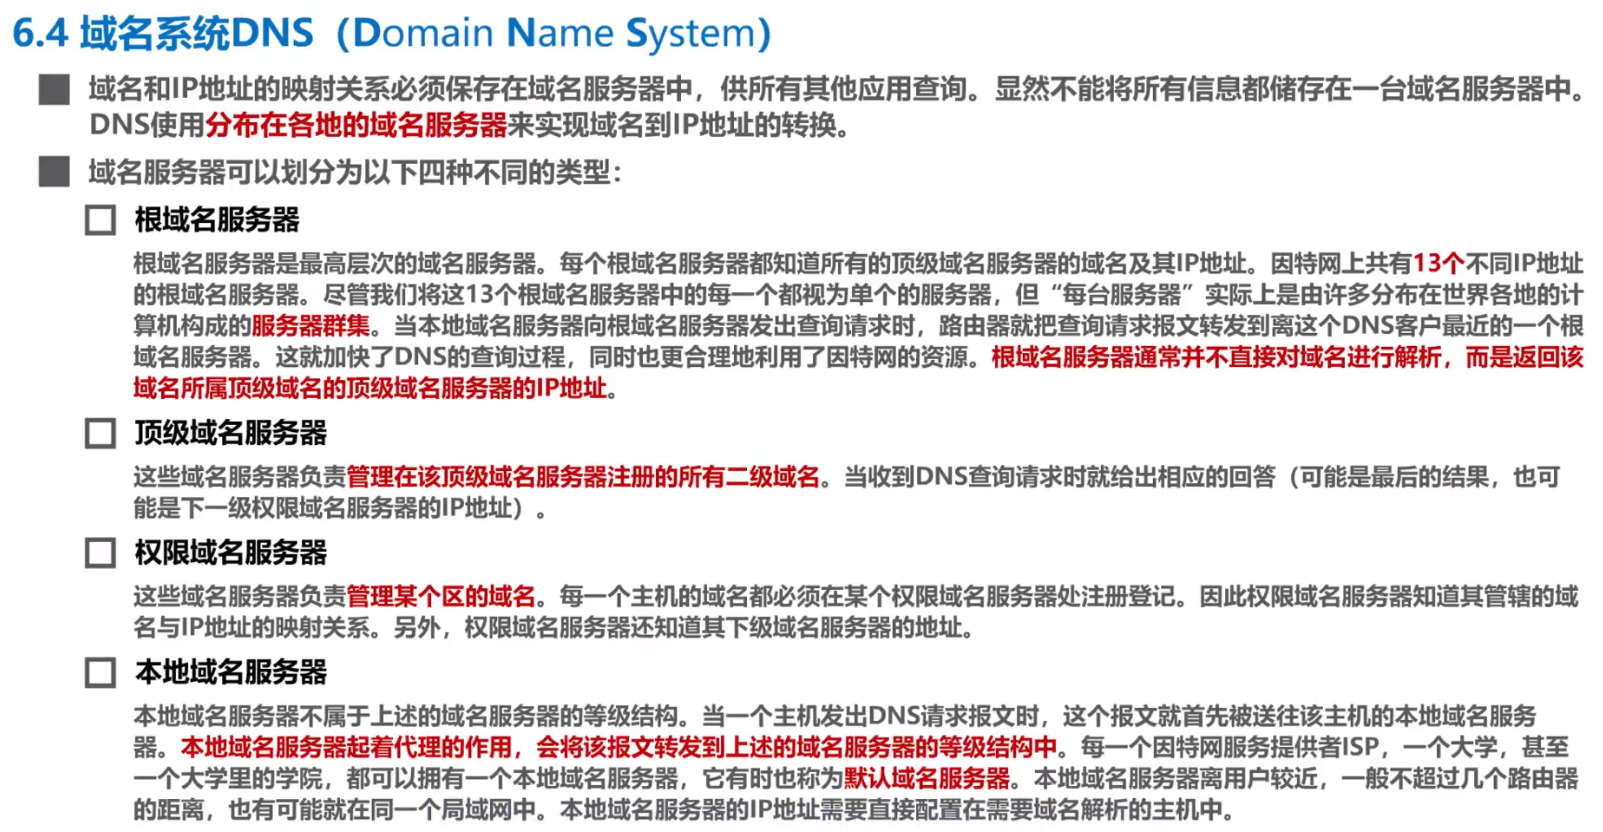 6.4 域名系统DNS（Domain Name System）
域名和IP地址的映射关系必须保存在域名服务器中，供所有其他应用查询。显然不能将所有信息都储存在一台域名服务器中。
DNS使用分布在各地的域名服务器来实现域名到IP地址的转换。
域名服务器可以划分为以下四种不同的类型：
根域名服务器
根域名服务器是最高层次的域名服务器。每个根域名服务器都知道所有的顶级域名服务器的域名及其IP地址。因特网上共有13个不同IP地址
的根域名服务器。尽管我们将这13个根域名服务器中的每一个都视为单个的服务器，但“每台服务器”实际上是由许多分布在世界各地的计
算机构成的服务器群集。当本地域名服务器向根域名服务器发出查询请求时，路由器就把查询请求报文转发到离这个DNS客户最近的一个根
域名服务器。这就加快了DNS的查询过程，同时也更合理地利用了因特网的资源。根域名服务器通常并不直接对域名进行解析，而是返回该
域名所属顶级域名的顶级域名服务器的IP地址。
顶级域名服务器
这些域名服务器负责管理在该顶级域名服务器注册的所有二级域名。当收到DNS查询请求时就给出相应的回答（可能是最后的结果，也可
能是下一级权限域名服务器的IP地址）。
权限域名服务器
这些域名服务器负责管理某个区的域名。每一个主机的域名都必须在某个权限域名服务器处注册登记。因此权限域名服务器知道其管辖的域
名与IP地址的映射关系。另外，权限域名服务器还知道其下级域名服务器的地址。
本地域名服务器
本地域名服务器不属于上述的域名服务器的等级结构。当一个主机发出DNS请求报文时，这个报文就首先被送往该主机的本地域名服务
器。本地域名服务器起着代理的作用，会将该报文转发到上述的域名服务器的等级结构中。每一个因特网服务提供者ISP，一个大学，甚至
一个大学里的学院，都可以拥有一个本地域名服务器，它有时也称为默认域名服务器。本地域名服务器离用户较近，一般不超过几个路由器
的距离，也有可能就在同一个局域网中。本地域名服务器的IP地址需要直接配置在需要域名解析的主机中。